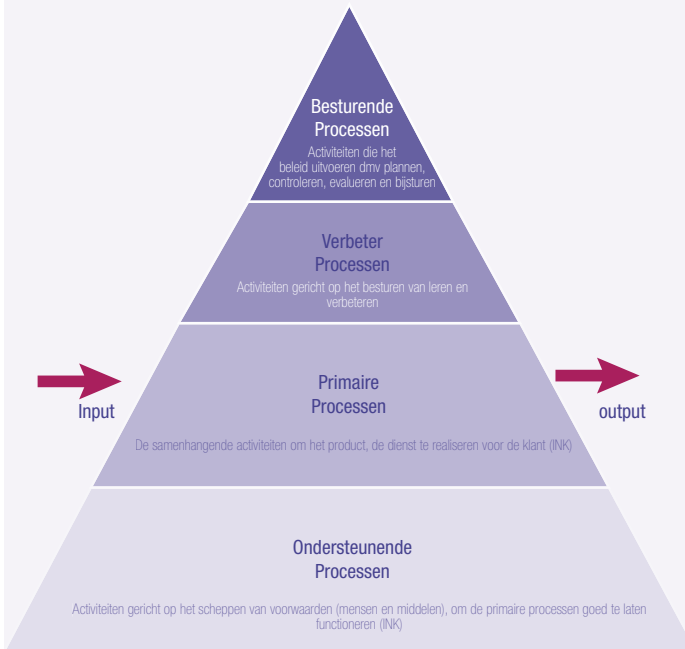 Besturende
Processen
Activiteiten die het
beleid uitvoeren dmv plannen,
controleren, evalueren en bijsturen
Verbeter
Processen
Activiteiten gericht op het besturen van leren en
verbeteren
Primaire
Processen
Input
output
De samenhangende activiteiten om het product, de dienst te realiseren voor de klant (INK)
Ondersteunende
Processen
Activiteiten gericht op het scheppen van voorwaarden (mensen en middelen), om de primaire processen goed te laten
functioneren (INK)